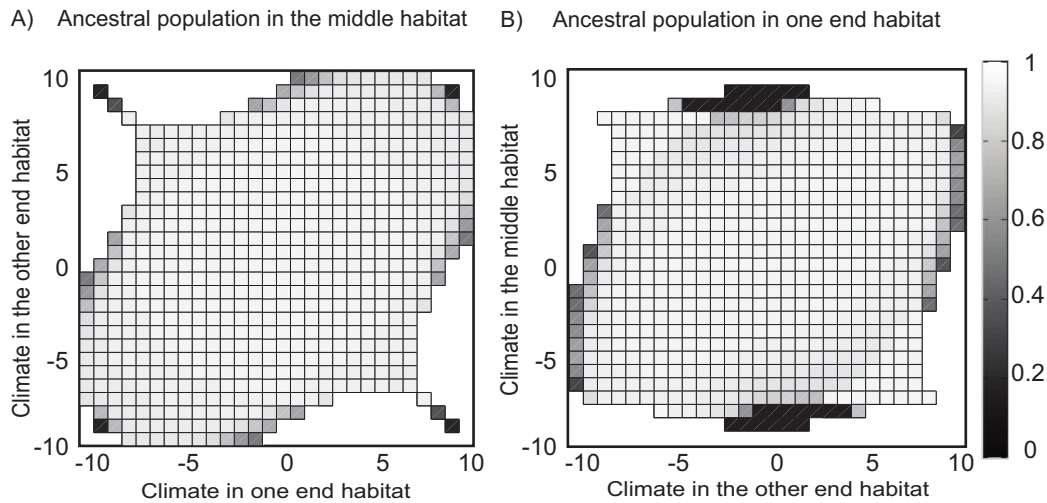 A) Ancestral population in the middle habitat
10
5
0
-5
-10
-10 -5 0 5 10
Climate in the other end habitat
Climate in one end habitat
B) Ancestral population in one end habitat
10
5
0
-5
-10
-10 -5 0 5 10
Climate in the middle habitat
Climate in the other end habitat
1
0.8
0.6
0.4
0.2
0